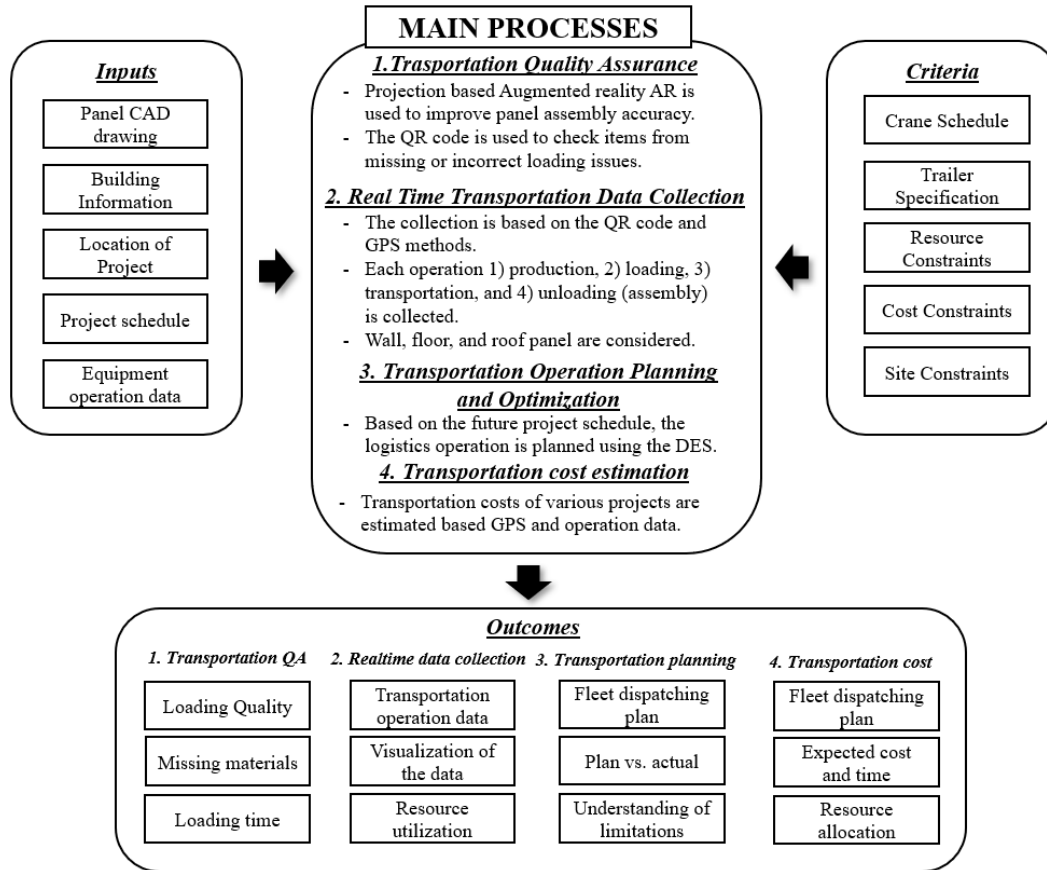 MAIN PROCESSES
Inputs
Panel CAD
drawing
Building
Information
Location of
Project
Project schedule
Equipment
operation data
1.Trasportation Quality Assurance
- Projection based Augmented reality AR is
used to improve panel assembly accuracy.
- The QR code is used to check items from
missing or incorrect loading issues.
2. Real Time Transportation Data Collection
- The collection is based on the QR code and
GPS methods.
- Each operation 1) production, 2) loading, 3)
transportation, and 4) unloading (assembly)
is collected.
- Wall, floor, and roof panel are considered.
3. Transportation Operation Planning
and Optimization
- Based on the future project schedule, the
logistics operation is planned using the DES.
4. Transportation cost estimation
- Transportation costs of various projects are
estimated based GPS and operation data.
Criteria
Crane Schedule
Trailer
Specification
Resource
Constraints
Cost Constraints
Site Constraints
Outcomes
1. Transportation QA
Loading Quality
Missing materials
Loading time
2. Realtime data collection
Transportation
operation data
Visualization of
the data
Resource
utilization
3. Transportation planning
Fleet dispatching
plan
Plan vs. actual
Understanding of
limitations
4. Transportation cost
Fleet dispatching
plan
Expected cost
and time
Resource
allocation